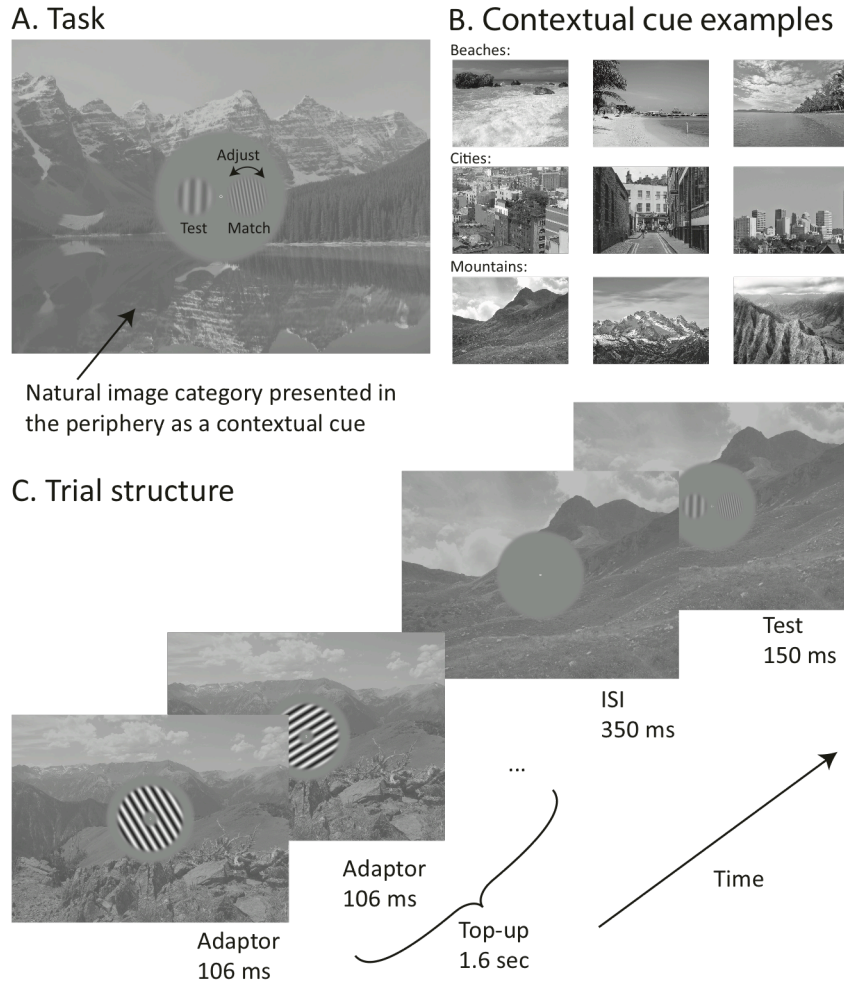 A. Task
Adjust
Test
Match
Natural image category presented in
the periphery as a contextual cue
B. Contextual cue examples
Beaches:
Cities:
Mountains:
C. Trial structure
Adaptor
106 ms
Adaptor
106 ms
...
Top-up
1.6 sec
ISI
350 ms
Test
150 ms
Time